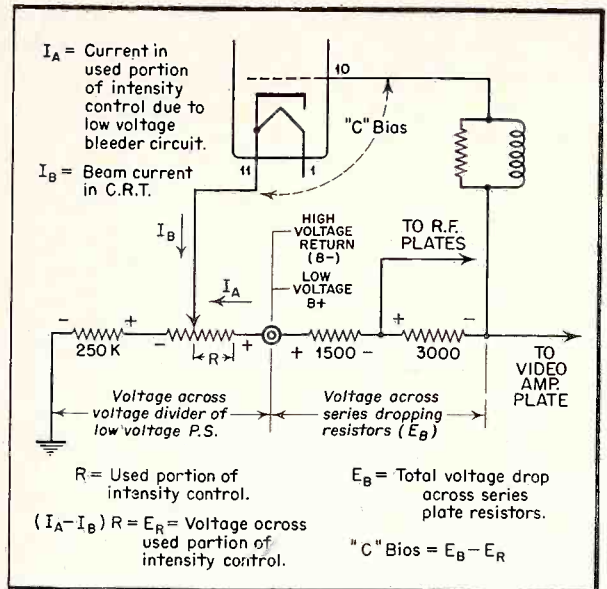 I_A = Current in
used portion
of intensity
control due to
low voltage
bleeder circuit.
I_B = Beam current
in C.R.T.
10
"C" Bias
11
1
I_B
I_A
HIGH
VOLTAGE
RETURN
(B-)
LOW
VOLTAGE
B+
TO R.F.
PLATES
- + - + + - + -
250 K
R
1500
3000
TO
VIDEO
AMP.
PLATE
Voltage across
voltage divider of
low voltage P.S.
Voltage across
series dropping
resistors (E_B)
R = Used portion of
intensity control.
(I_A-I_B) R = E_R = Voltage across
used portion of
intensity control.
E_B = Total voltage drop
across series
plate resistors.
"C" Bios = E_B - E_R